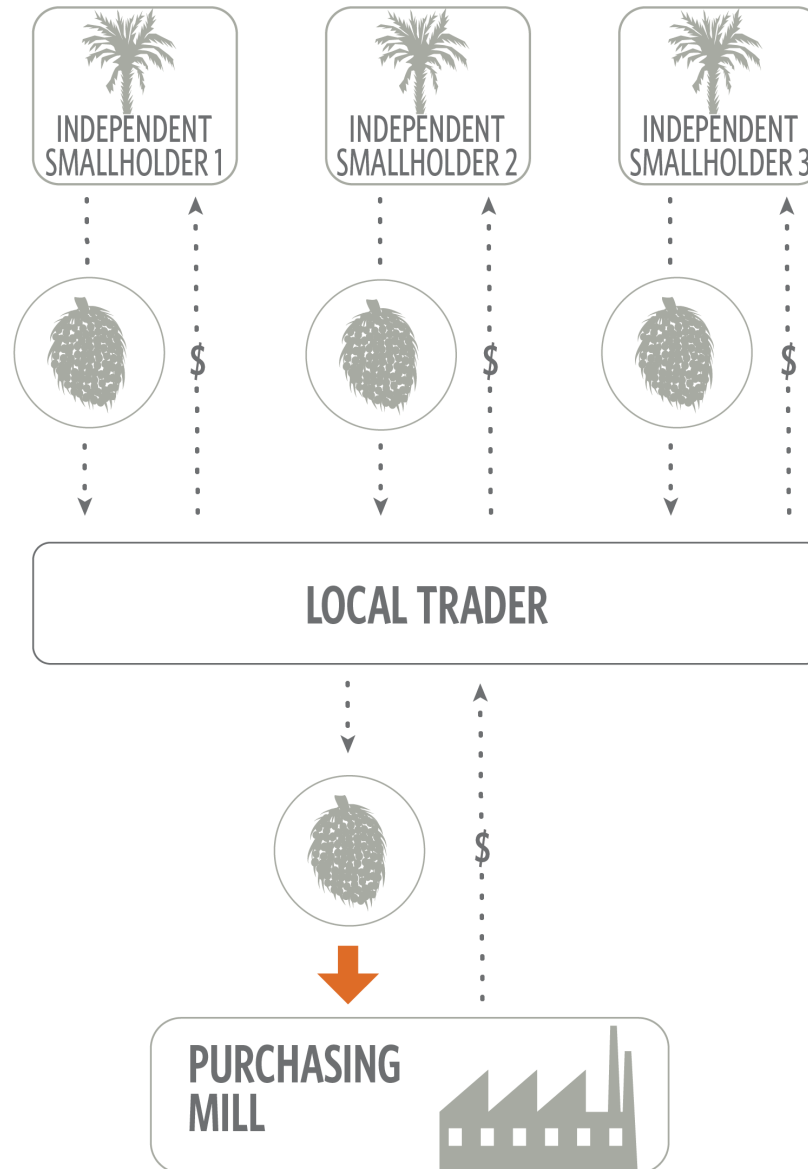 INDEPENDENT
SMALLHOLDER 1
INDEPENDENT
SMALLHOLDER 2
INDEPENDENT
SMALLHOLDER 3
$
$
$
LOCAL TRADER
$
PURCHASING
MILL